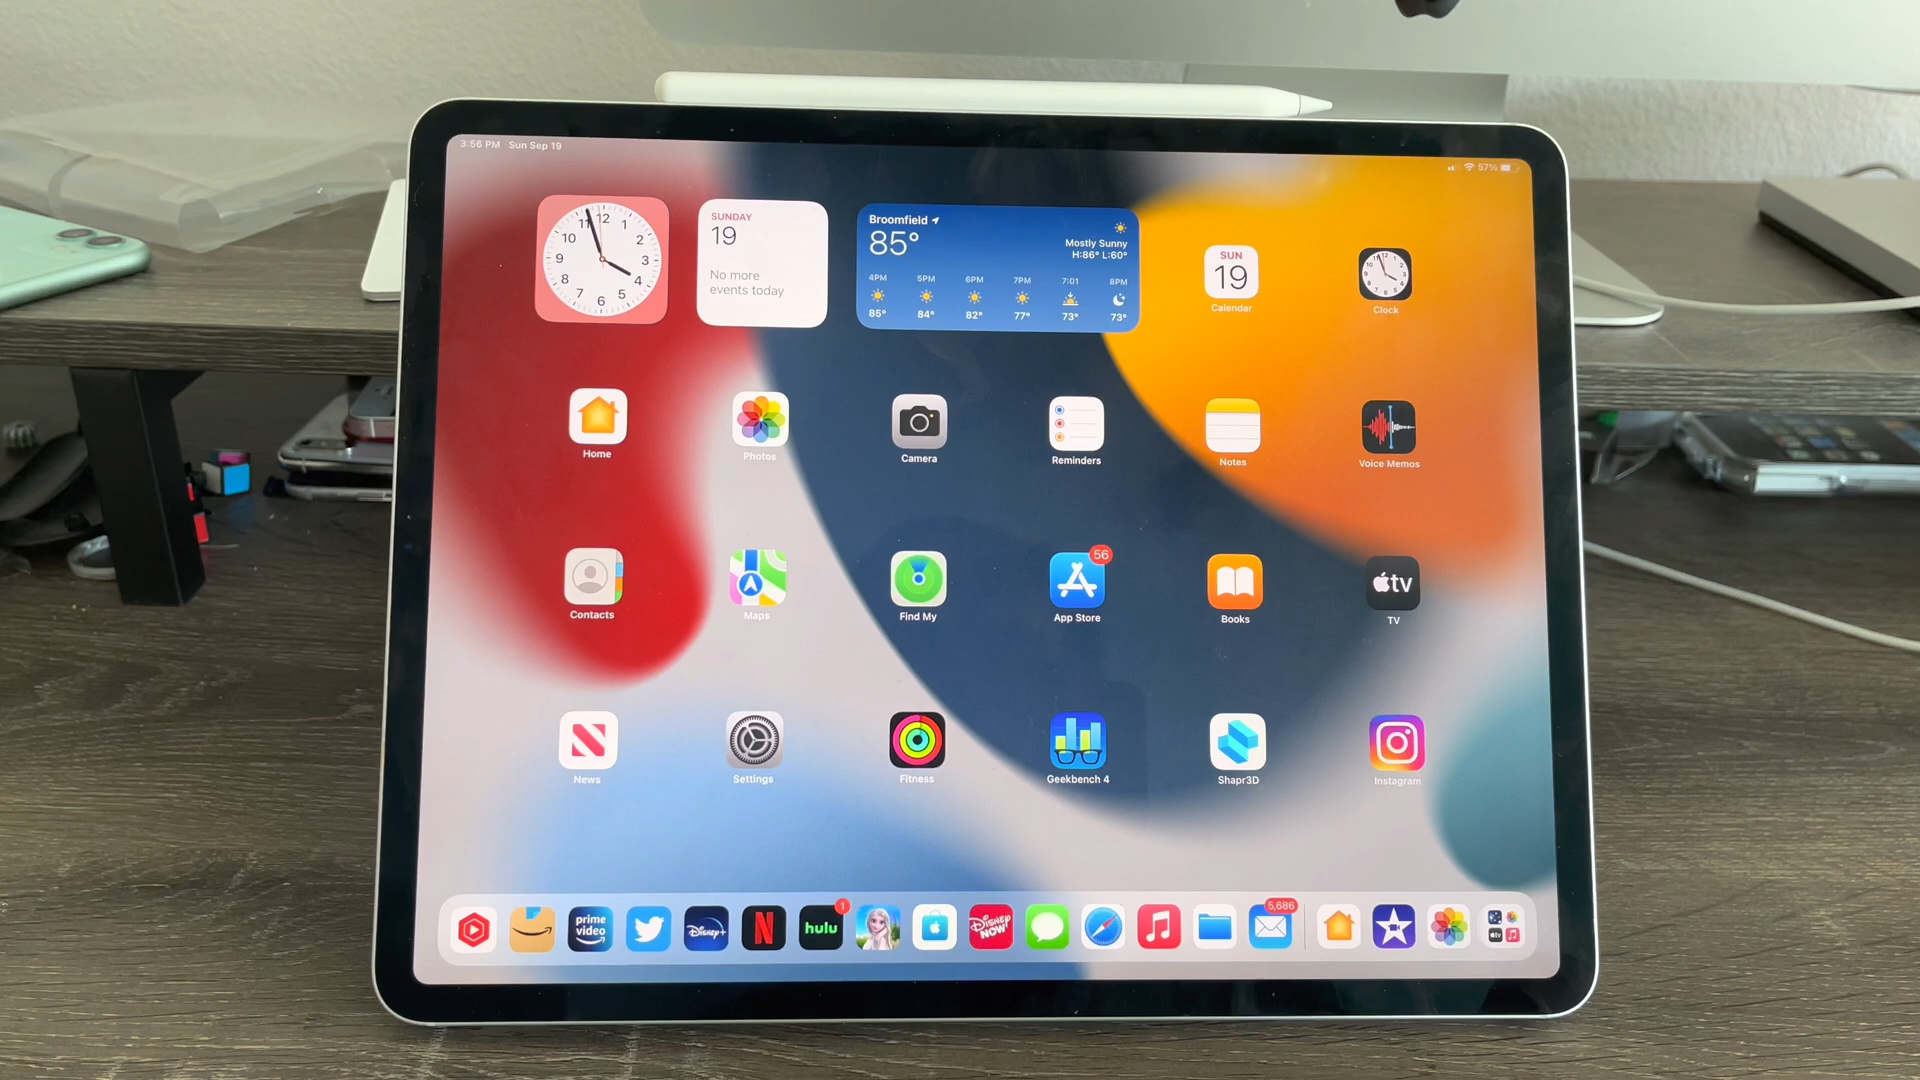 3:56 PM Sun Sep 19
57%
12
1
2
3
4
5
6
7
8
9
10
11
SUNDAY
19
No more
events today
Broomfield
85°
Mostly Sunny
H:86° L:60°
4PM 5PM 6PM 7PM 7:01 8PM
85° 84° 82° 77° 73° 73°
SUN
19
Calendar
Clock
Home
Photos
Camera
Reminders
Notes
Voice Memos
Contacts
Maps
Find My
56
App Store
Books
tv
TV
News
Settings
Fitness
Geekbench 4
Shapr3D
Instagram
prime
video
Disney+
N
hulu
1
Disney
NOW!
5,686